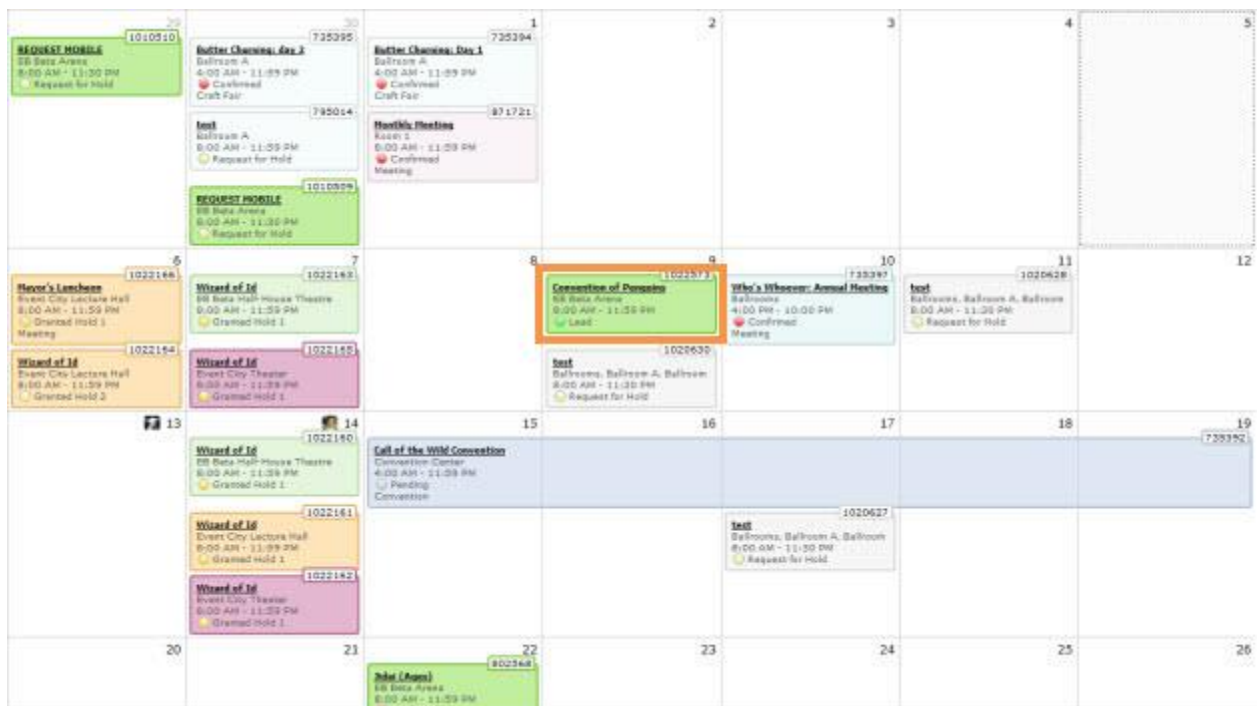 29
1010510
REQUEST MOBILE
EB Beta Arena
8:00 AM - 11:30 PM
Request for Hold
30
735395
Butter Churning: day 2
Ballroom A
4:00 AM - 11:59 PM
Confirmed
Craft Fair
795014
test
Ballroom A
8:00 AM - 11:59 PM
Request for Hold
1010509
REQUEST MOBILE
EB Beta Arena
8:00 AM - 11:30 PM
Request for Hold
1
735394
Butter Churning: Day 1
Ballroom A
4:00 AM - 11:59 PM
Confirmed
Craft Fair
871721
Monthly Meeting
Room 1
8:00 AM - 11:59 PM
Confirmed
Meeting
2
3
4
5
6
1022166
Mayor's Luncheon
Event City Lecture Hall
8:00 AM - 11:59 PM
Granted Hold 1
Meeting
1022164
Wizard of Id
Event City Lecture Hall
8:00 AM - 11:59 PM
Granted Hold 2
7
1022163
Wizard of Id
EB Beta Half-House Theatre
8:00 AM - 11:59 PM
Granted Hold 1
1022165
Wizard of Id
Event City Theater
8:00 AM - 11:59 PM
Granted Hold 1
8
9
1022573
Convention of Penguins
EB Beta Arena
8:00 AM - 11:59 PM
Lead
1020630
test
Ballrooms, Ballroom A, Ballroom
8:00 AM - 11:30 PM
Request for Hold
10
735397
Who's Whoever: Annual Meeting
Ballrooms
4:00 PM - 10:00 PM
Confirmed
Meeting
11
1020628
test
Ballrooms, Ballroom A, Ballroom
8:00 AM - 11:30 PM
Request for Hold
12
13
14
1022160
Wizard of Id
EB Beta Half-House Theatre
8:00 AM - 11:59 PM
Granted Hold 1
1022161
Wizard of Id
Event City Lecture Hall
8:00 AM - 11:59 PM
Granted Hold 1
1022162
Wizard of Id
Event City Theater
8:00 AM - 11:59 PM
Granted Hold 1
15
Call of the Wild Convention
Convention Center
4:00 AM - 11:59 PM
Pending
Convention
16
17
1020627
test
Ballrooms, Ballroom A, Ballroom
8:00 AM - 11:30 PM
Request for Hold
18
19
735392
20
21
22
802568
(Ages)
EB Beta Arena
8:00 AM - 11:59 PM
23
24
25
26